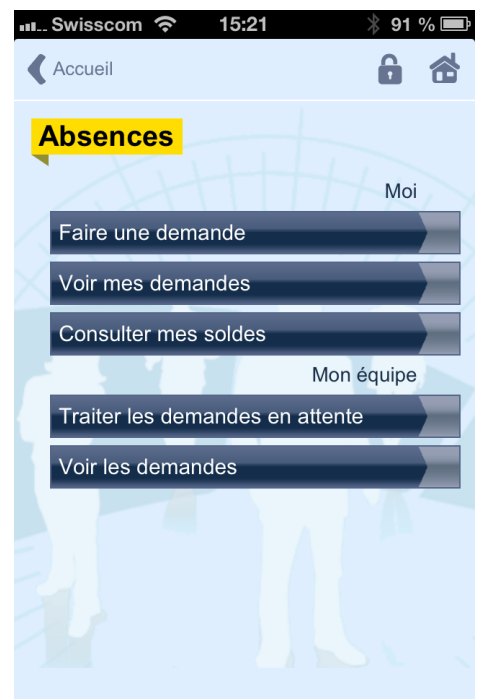 Swisscom 15:21 91 %
Accueil
Absences
Moi
Faire une demande
Voir mes demandes
Consulter mes soldes
Mon équipe
Traiter les demandes en attente
Voir les demandes